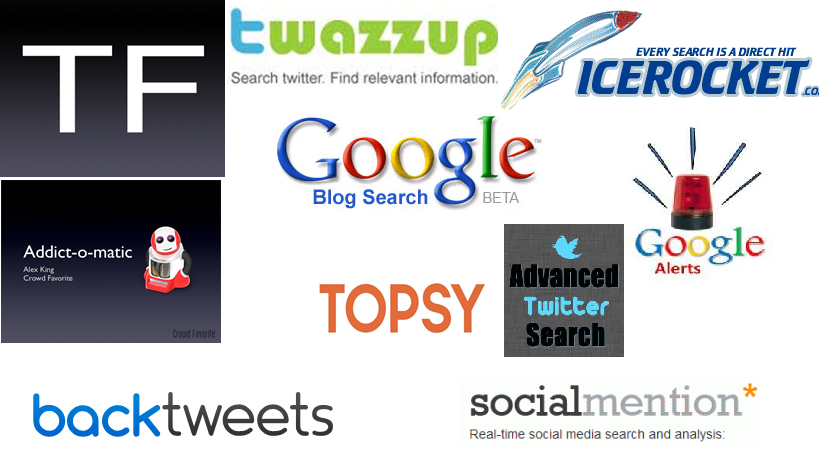 TF
twazzup
Search twitter. Find relevant information.
EVERY SEARCH IS A DIRECT HIT
ICEROCKET.co
Google™
Blog Search BETA
Google
Alerts
Addict-o-matic
Alex King
Crowd Favorite
Crowd Favorite
TOPSY
Advanced
Twitter
Search
backtweets
socialmention*
Real-time social media search and analysis: